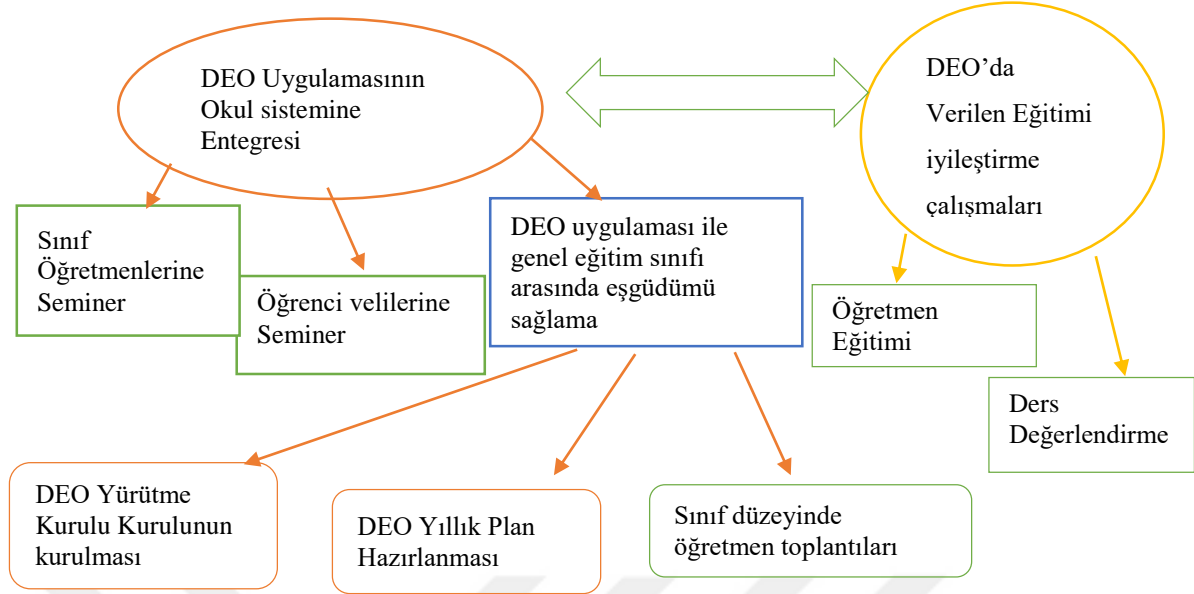 DEO Uygulamasının
Okul sistemine
Entegresi
DEO’da
Verilen Eğitimi
iyileştirme
çalışmaları
Sınıf
Öğretmenlerine
Seminer
Öğrenci velilerine
Seminer
DEO uygulaması ile
genel eğitim sınıfı
arasında eşgüdümü
sağlama
Öğretmen
Eğitimi
Ders
Değerlendirme
DEO Yürütme
Kurulu Kurulunun
kurulması
DEO Yıllık Plan
Hazırlanması
Sınıf düzeyinde
öğretmen toplantıları